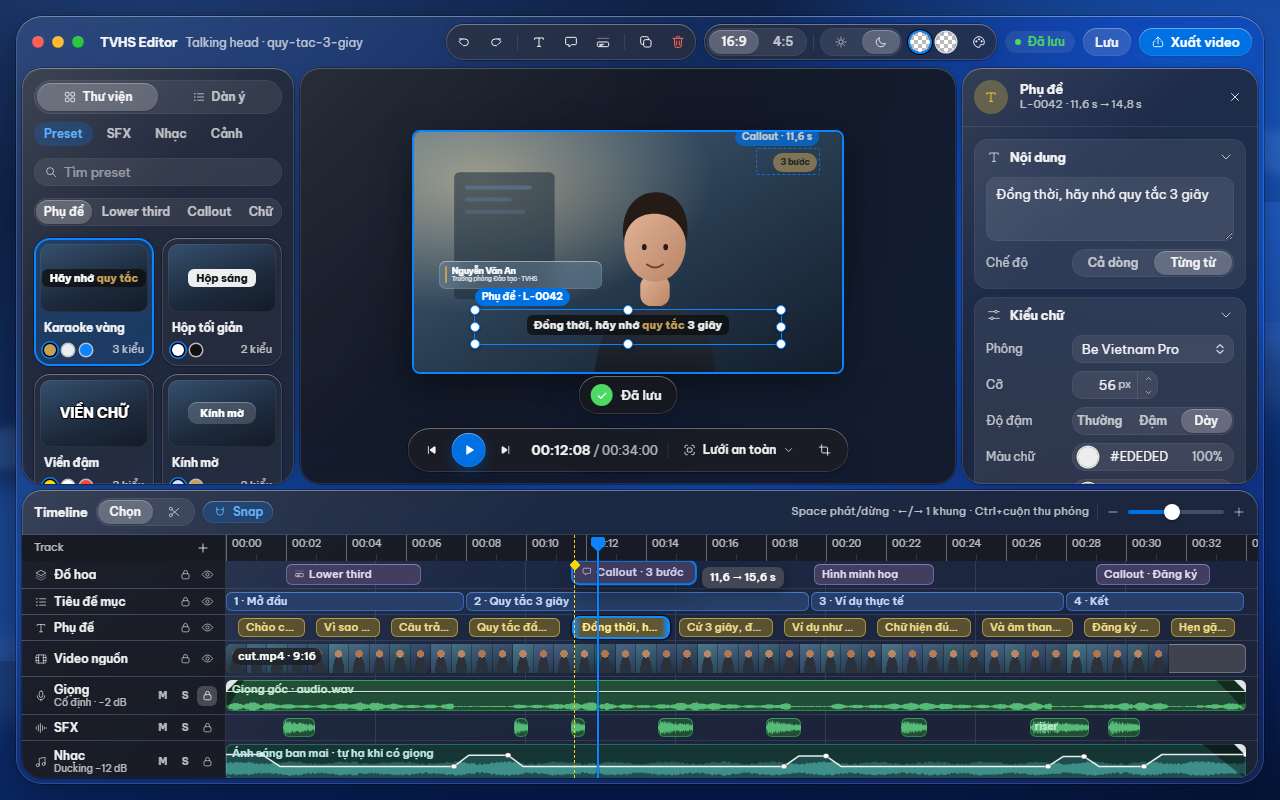 TVHS Editor Talking head · quy-tac-3-giay
16:9 4:5
Đã lưu
Lưu
Xuất video
Thư viện
Dàn ý
Preset SFX Nhạc Cảnh
Tìm preset
Phụ đề Lower third Callout Chữ
Hãy nhớ quy tắc
Karaoke vàng
3 kiểu
Hộp sáng
Hộp tối giản
2 kiểu
VIỀN CHỮ
Viền đậm
Kính mờ
Kính mờ
Callout · 11,6 s
3 bước
Nguyễn Văn An
Trưởng phòng Đào tạo · TVHS
Phụ đề · L-0042
Đồng thời, hãy nhớ quy tắc 3 giây
Đã lưu
00:12:08 / 00:34:00
Lưới an toàn
Phụ đề
L-0042 · 11,6 s → 14,8 s
Nội dung
Đồng thời, hãy nhớ quy tắc 3 giây
Chế độ Cả dòng Từng từ
Kiểu chữ
Phông Be Vietnam Pro
Cỡ 56 px
Độ đậm Thường Đậm Dày
Màu chữ #EDEDED 100%
Timeline Chọn Snap
Space phát/dừng · ←/→ 1 khung · Ctrl+cuộn thu phóng
Track
00:00 00:02 00:04 00:06 00:08 00:10 00:12 00:14 00:16 00:18 00:20 00:22 00:24 00:26 00:28 00:30 00:32
Đồ họa
Lower third
Callout · 3 bước
11,6 → 15,6 s
Hình minh hoạ
Callout · Đăng ký
Tiêu đề mục
1 · Mở đầu
2 · Quy tắc 3 giây
3 · Ví dụ thực tế
4 · Kết
Phụ đề
Chào c...
Vì sao ...
Câu trả...
Quy tắc đầ...
Đồng thời, h...
Cứ 3 giây, đ...
Ví dụ như ...
Chữ hiện đú...
Và âm than...
Đăng ký ...
Hẹn gặ...
Video nguồn
cut.mp4 · 9:16
Giọng
Cố định · −2 dB
M S
Giọng gốc · audio.wav
SFX
M S
riser
Nhạc
Ducking −12 dB
M S
Ánh sáng ban mai · tự hạ khi có giọng